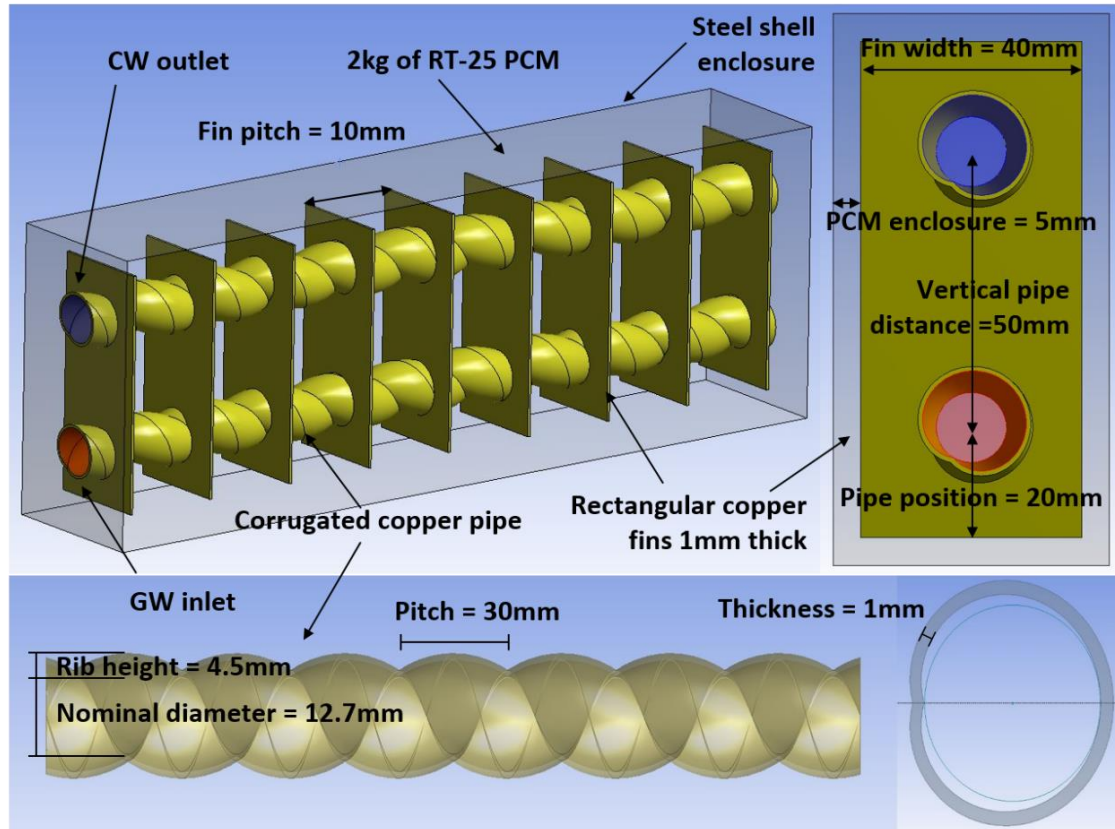 Steel shell
enclosure
CW outlet
2kg of RT-25 PCM
Fin pitch = 10mm
Fin width = 40mm
PCM enclosure = 5mm
Vertical pipe
distance =50mm
Pipe position = 20mm
Corrugated copper pipe
Rectangular copper
fins 1mm thick
GW inlet
Pitch = 30mm
Thickness = 1mm
Rib height = 4.5mm
Nominal diameter = 12.7mm